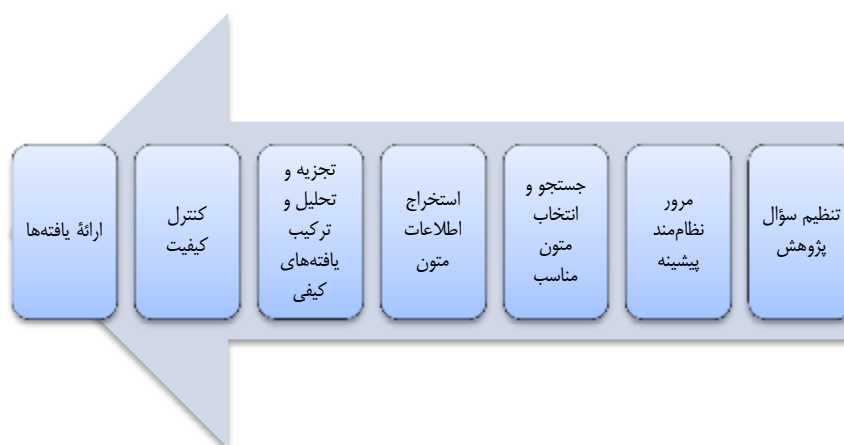 تنظیم سؤال
پژوهش
مرور
نظام‌مند
پیشینه
جستجو و
انتخاب
متون
مناسب
استخراج
اطلاعات
متون
تجزیه و
تحلیل و
ترکیب
یافته‌های
کیفی
کنترل
کیفیت
ارائۀ یافته‌ها